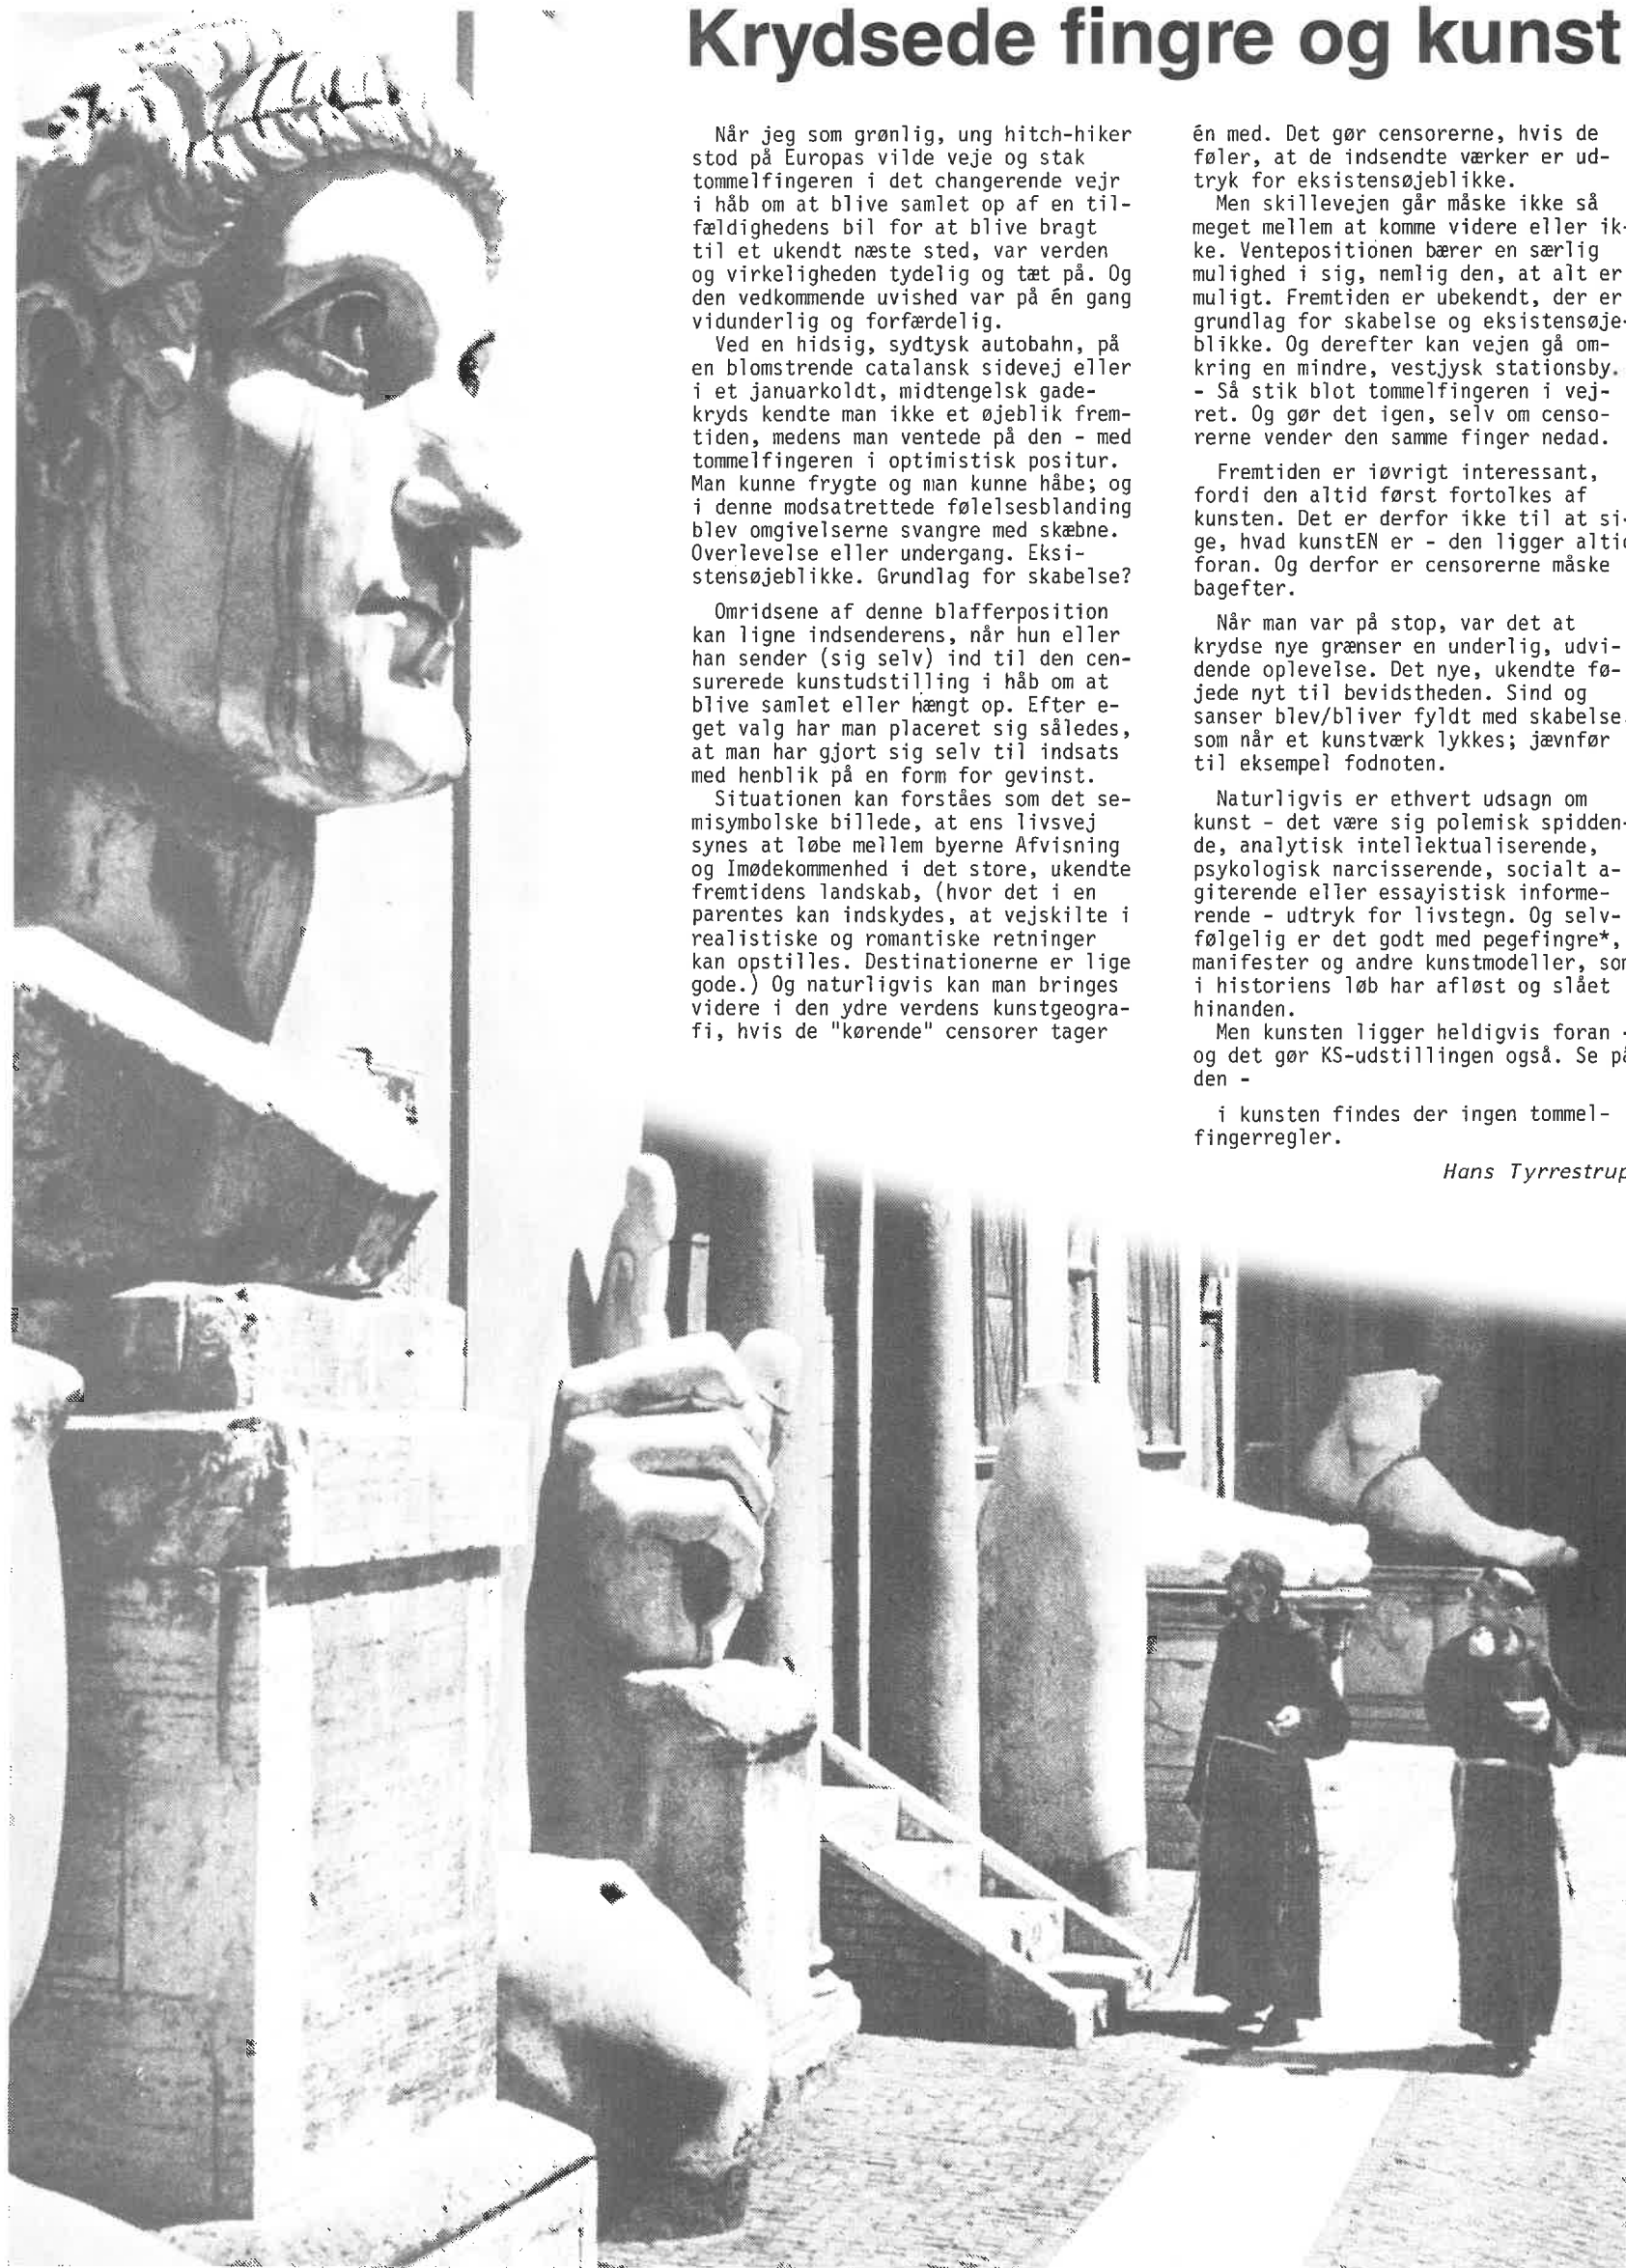 Krydsede fingre og kunst
Når jeg som grønlig, ung hitch-hiker
stod på Europas vilde veje og stak
tommelfingeren i det changerende vejr
i håb om at blive samlet op af en til-
fældighedens bil for at blive bragt
til et ukendt næste sted, var verden
og virkeligheden tydelig og tæt på. Og
den vedkommende uvished var på én gang
vidunderlig og forfærdelig.
Ved en hidsig, sydtysk autobahn, på
en blomstrende catalansk sidevej eller
i et januarkoldt, midtengelsk gade-
kryds kendte man ikke et øjeblik frem-
tiden, medens man ventede på den - med
tommelfingeren i optimistisk positur.
Man kunne frygte og man kunne håbe; og
i denne modsatrettede følelsesblanding
blev omgivelserne svangre med skæbne.
Overlevelse eller undergang. Eksi-
stensøjeblikke. Grundlag for skabelse?
Omridsene af denne blafferposition
kan ligne indsenderens, når hun eller
han sender (sig selv) ind til den cen-
surerede kunstudstilling i håb om at
blive samlet eller hængt op. Efter e-
get valg har man placeret sig således,
at man har gjort sig selv til indsats
med henblik på en form for gevinst.
Situationen kan forståes som det se-
misymbolske billede, at ens livsvej
synes at løbe mellem byerne Afvisning
og Imødekommenhed i det store, ukendte
fremtidens landskab, (hvor det i en
parentes kan indskydes, at vejskilte i
realistiske og romantiske retninger
kan opstilles. Destinationerne er lige
gode.) Og naturligvis kan man bringes
videre i den ydre verdens kunstgeogra-
fi, hvis de "kørende" censorer tager
én med. Det gør censorerne, hvis de
føler, at de indsendte værker er ud-
tryk for eksistensøjeblikke.
Men skillevejen går måske ikke så
meget mellem at komme videre eller ik-
ke. Ventepositionen bærer en særlig
mulighed i sig, nemlig den, at alt er
muligt. Fremtiden er ubekendt, der er
grundlag for skabelse og eksistensøje-
blikke. Og derefter kan vejen gå om-
kring en mindre, vestjysk stationsby.
- Så stik blot tommelfingeren i vej-
ret. Og gør det igen, selv om censo-
rerne vender den samme finger nedad.
Fremtiden er iøvrigt interessant,
fordi den altid først fortolkes af
kunsten. Det er derfor ikke til at si-
ge, hvad kunstEN er - den ligger altid
foran. Og derfor er censorerne måske
bagefter.
Når man var på stop, var det at
krydse nye grænser en underlig, udvi-
dende oplevelse. Det nye, ukendte fø-
jede nyt til bevidstheden. Sind og
sanser blev/bliver fyldt med skabelse,
som når et kunstværk lykkes; jævnfør
til eksempel fodnoten.
Naturligvis er ethvert udsagn om
kunst - det være sig polemisk spidden-
de, analytisk intellektualiserende,
psykologisk narcisserende, socialt a-
giterende eller essayistisk informe-
rende - udtryk for livstegn. Og selv-
følgelig er det godt med pegefingre*,
manifester og andre kunstmodeller, som
i historiens løb har afløst og slået
hinanden.
Men kunsten ligger heldigvis foran -
og det gør KS-udstillingen også. Se på
den -
i kunsten findes der ingen tommel-
fingerregler.
Hans Tyrrestrup